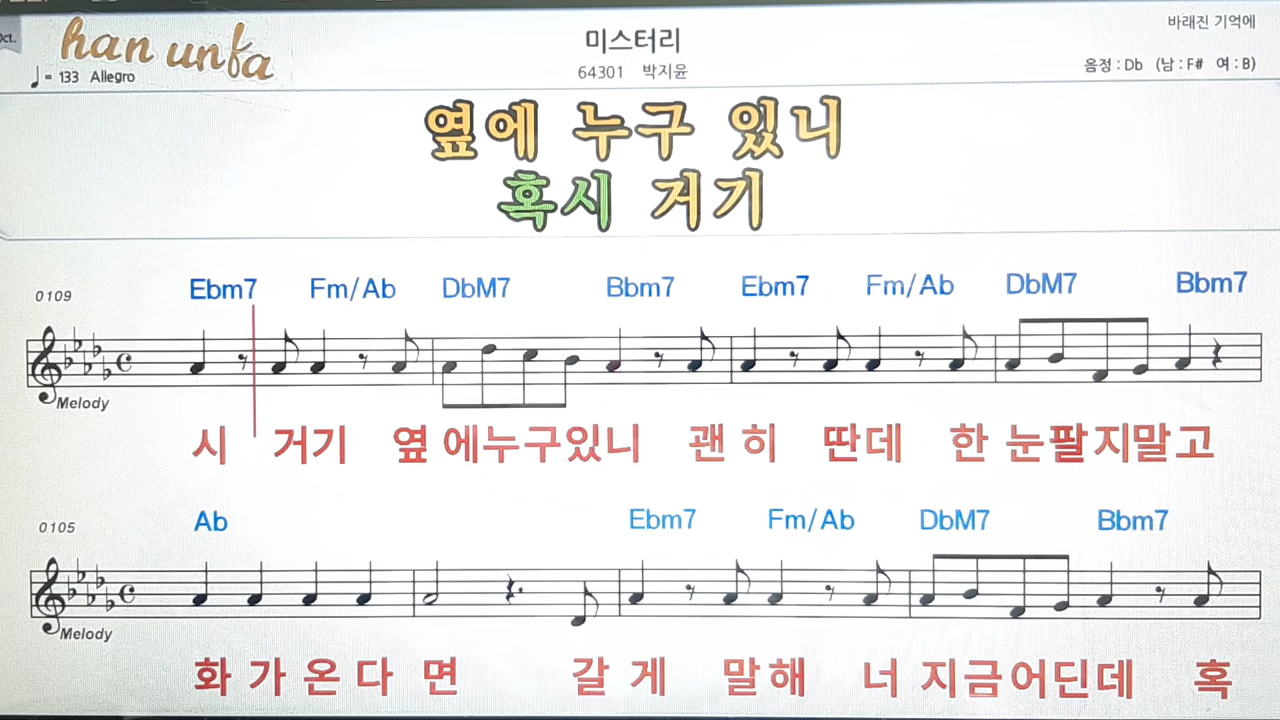 Oct.
han unfa
♩= 133 Allegro
미스터리
64301 박지윤
바래진 기억에
음정 : Db (남 : F# 여 : B)
옆에 누구 있니
혹시 거기
0109
Ebm7 Fm/Ab DbM7 Bbm7 Ebm7 Fm/Ab DbM7 Bbm7
Melody
시 거기 옆 에누구있니 괜 히 딴데 한 눈팔지말고
0105
Ab Ebm7 Fm/Ab DbM7 Bbm7
Melody
화 가 온 다 면 갈 게 말해 너 지금어딘데 혹